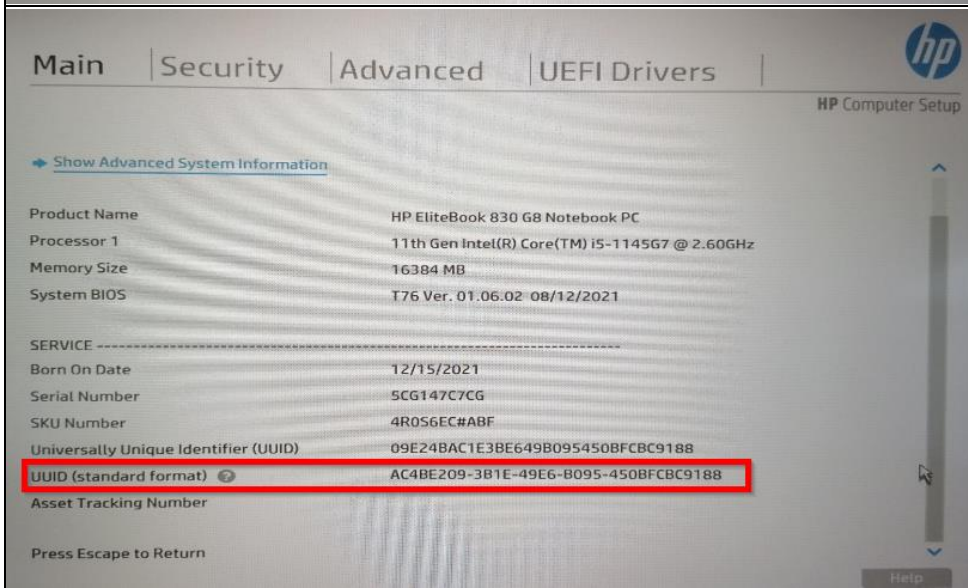 hp
Main Security Advanced UEFI Drivers
HP Computer Setup
Show Advanced System Information
Product Name HP EliteBook 830 G8 Notebook PC
Processor 1 11th Gen Intel(R) Core(TM) i5-1145G7 @ 2.60GHz
Memory Size 16384 MB
System BIOS T76 Ver. 01.06.02 08/12/2021
SERVICE ------------------------------------------------------------------------
Born On Date 12/15/2021
Serial Number 5CG147C7CG
SKU Number 4R0S6EC#ABF
Universally Unique Identifier (UUID) 09E24BAC1E3BE649B095450BFCBC9188
UUID (standard format) ? AC4BE209-3B1E-49E6-B095-450BFCBC9188
Asset Tracking Number
Press Escape to Return
Help